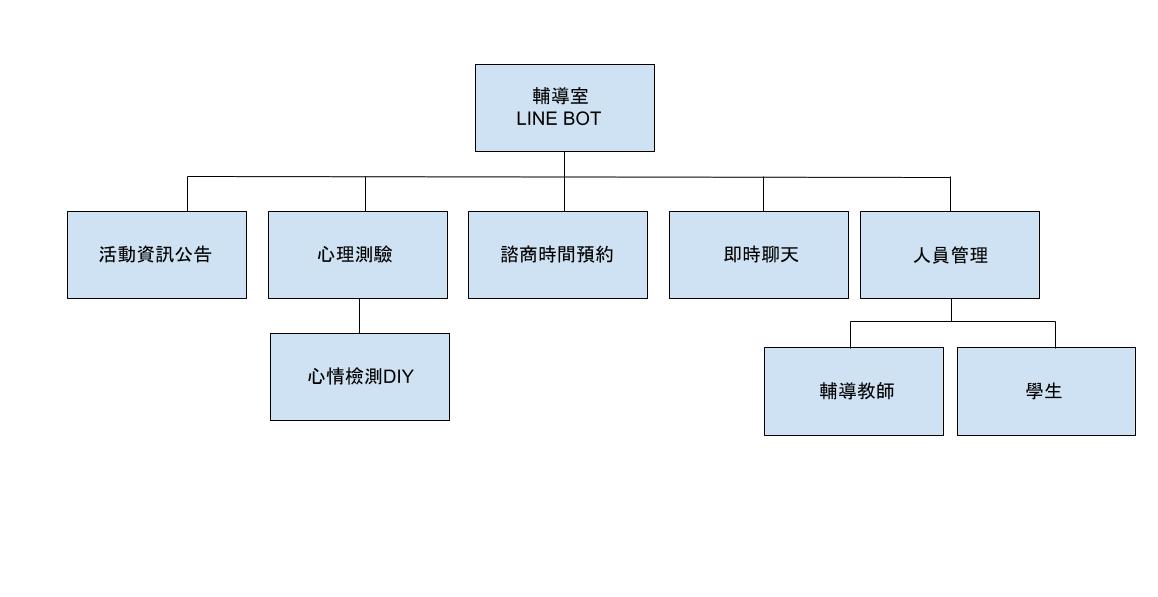 輔導室
LINE BOT
活動資訊公告
心理測驗
諮商時間預約
即時聊天
人員管理
心情檢測DIY
輔導教師
學生